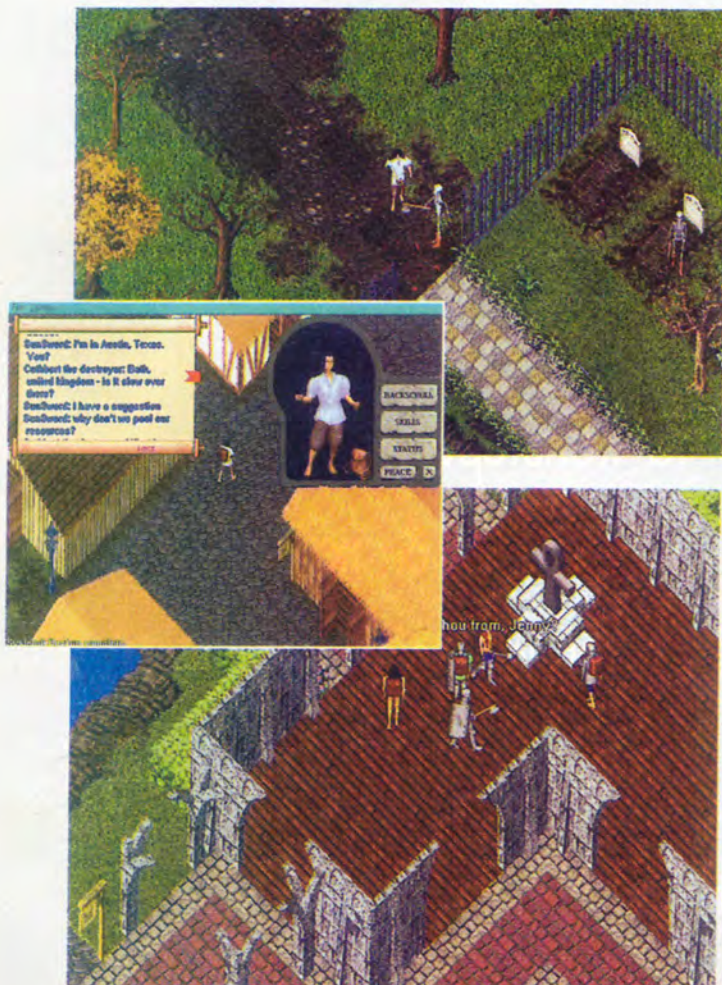 SunSword: I'm in Austin, Texas.
You?
Cuthbert the destroyer: Bath,
united kingdom - is it slow over
there?
SunSword: I have a suggestion
SunSword: why don't we pool our
resources?
BACKSCROLL
SKILLS
STATUS
PEACE
X
hou from, Jenny